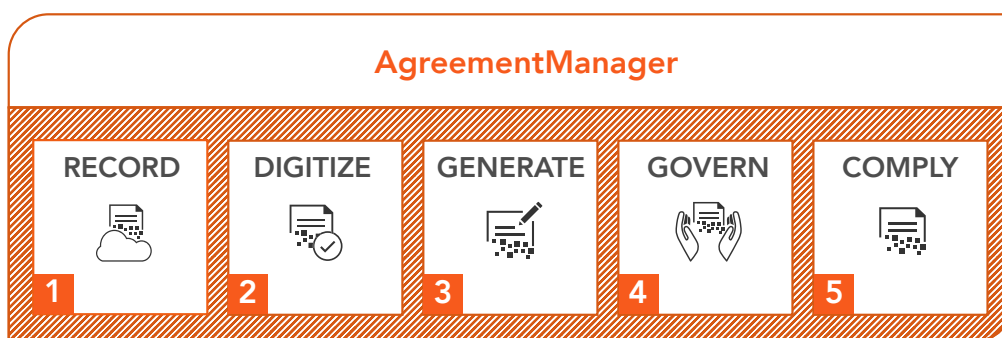 AgreementManager
RECORD
1
DIGITIZE
2
GENERATE
3
GOVERN
4
COMPLY
5